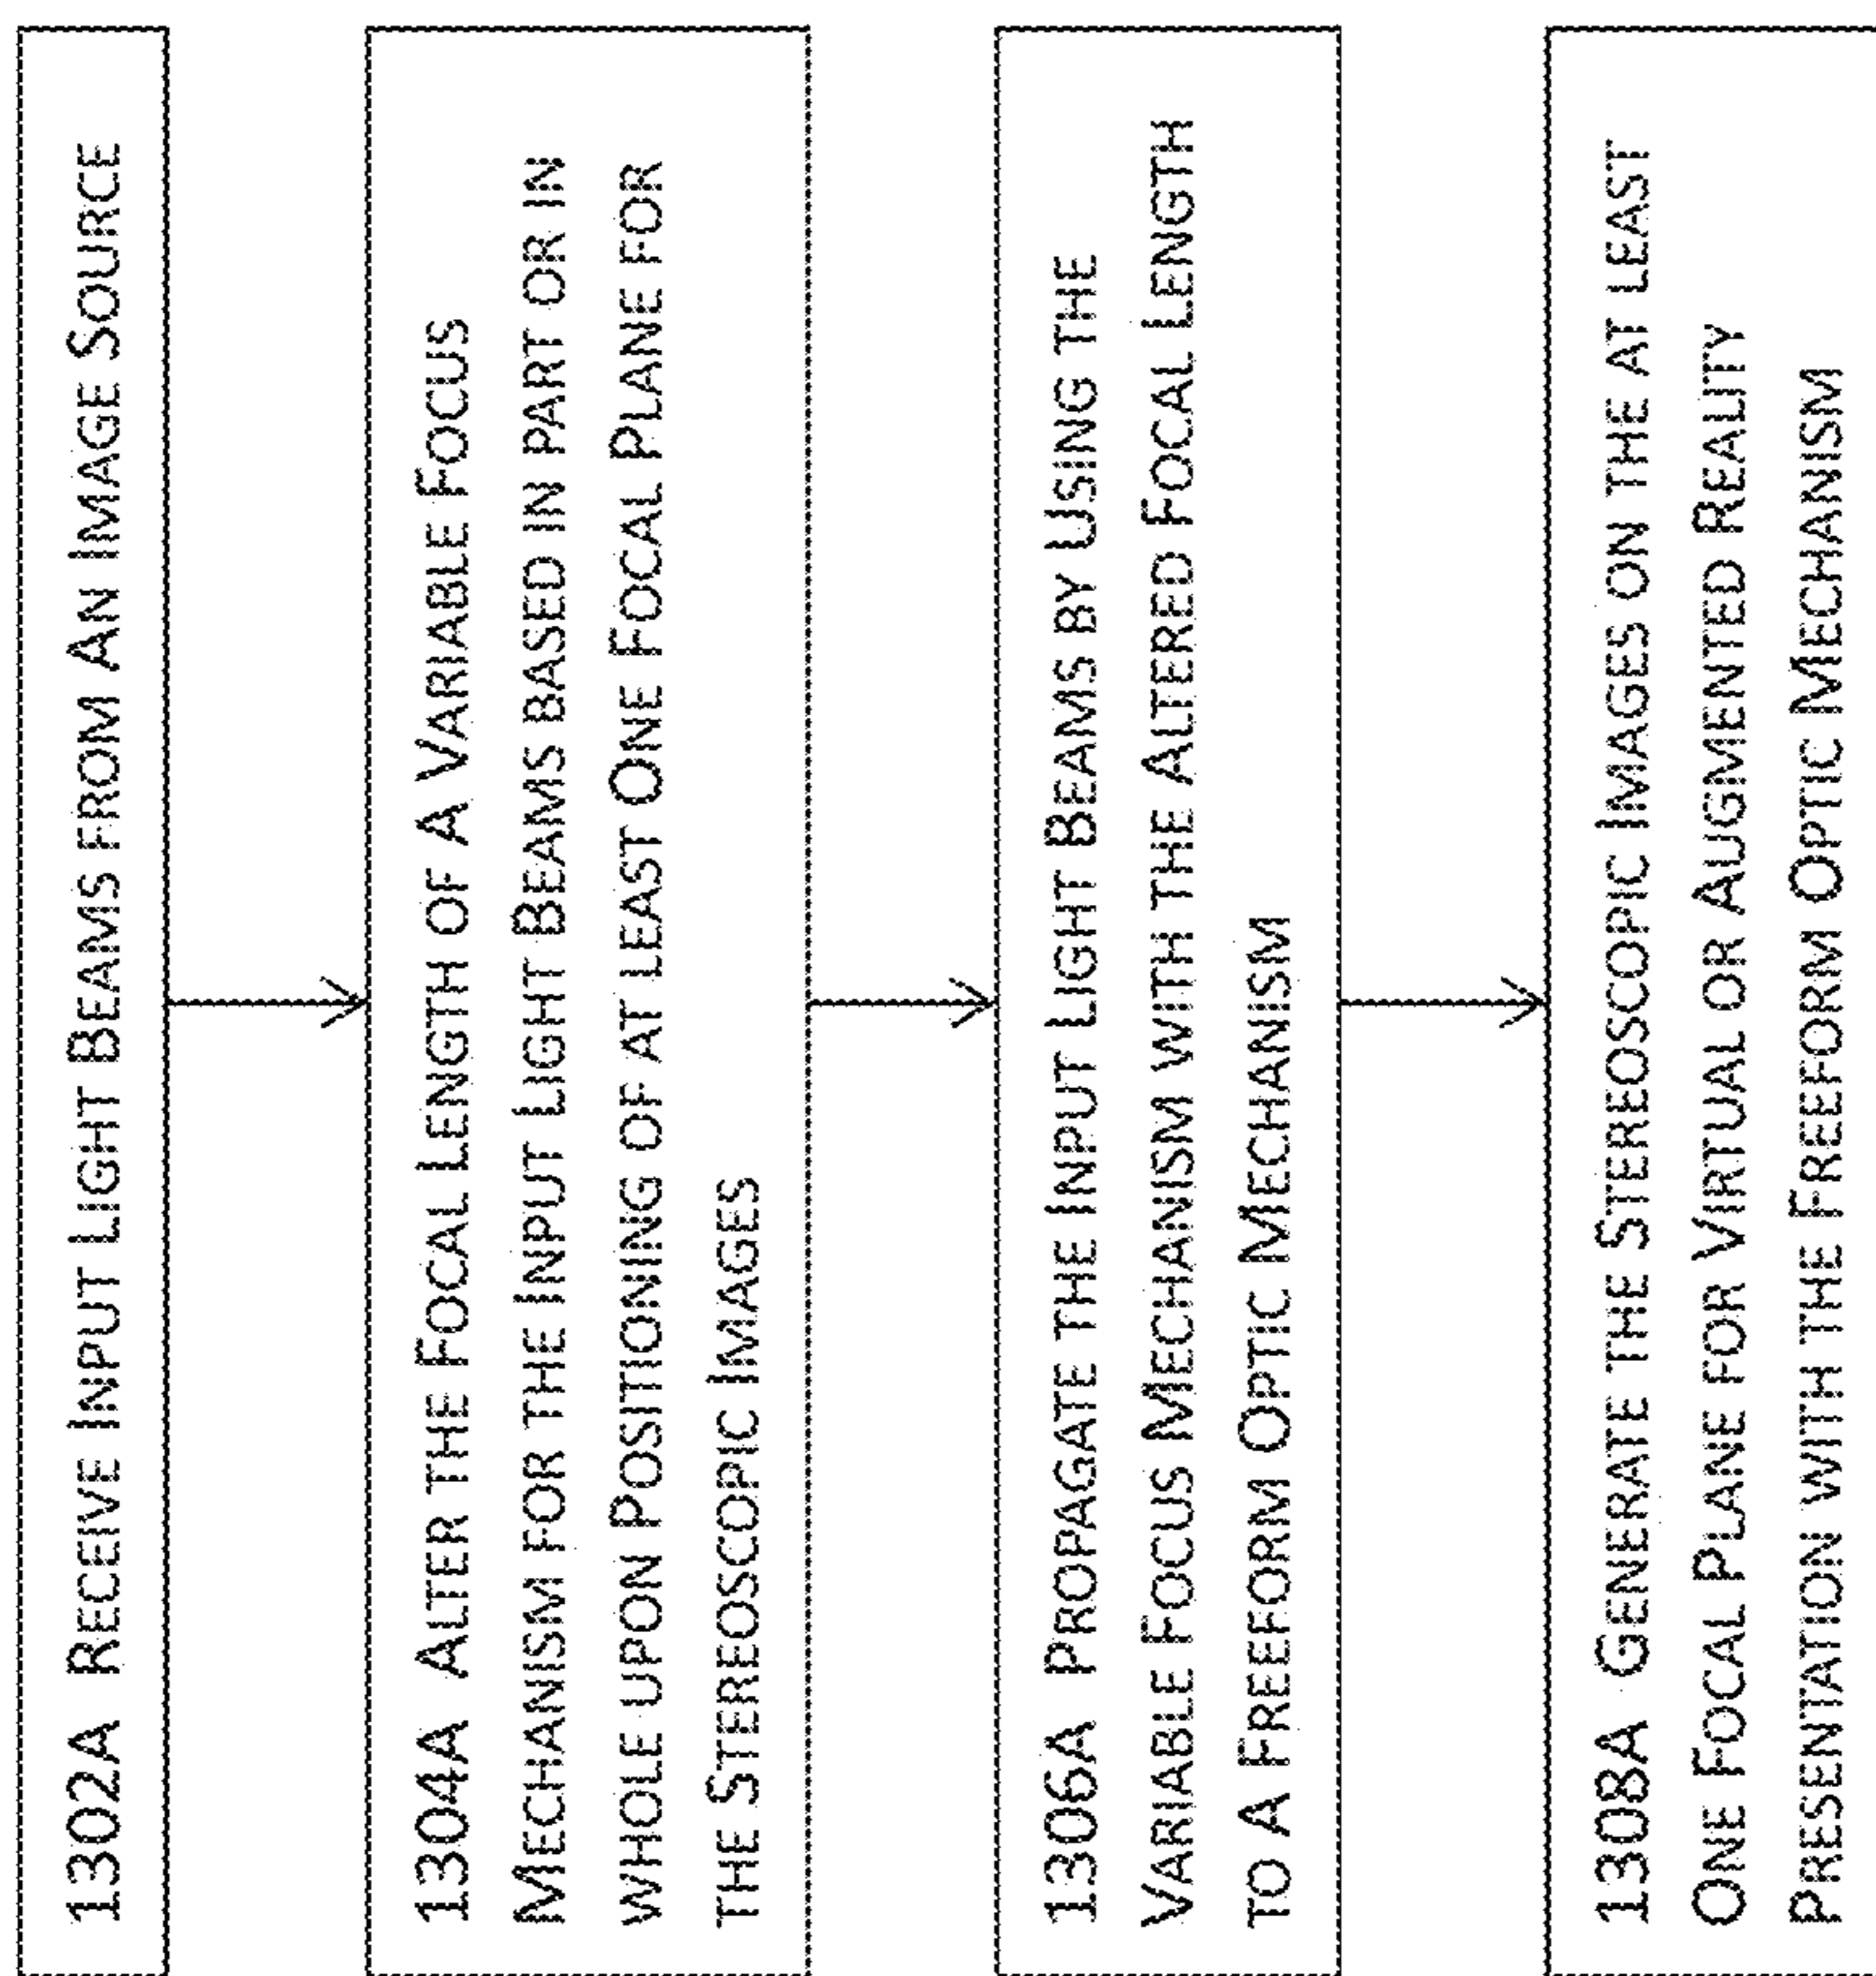 1302A RECEIVE INPUT LIGHT BEAMS FROM AN IMAGE SOURCE
1304A ALTER THE FOCAL LENGTH OF A VARIABLE FOCUS
MECHANISM FOR THE INPUT LIGHT BEAMS BASED IN PART OR IN
WHOLE UPON POSITIONING OF AT LEAST ONE FOCAL PLANE FOR
THE STEREOSCOPIC IMAGES
1306A PROPAGATE THE INPUT LIGHT BEAMS BY USING THE
VARIABLE FOCUS MECHANISM WITH THE ALTERED FOCAL LENGTH
TO A FREEFORM OPTIC MECHANISM
1308A GENERATE THE STEREOSCOPIC IMAGES ON THE AT LEAST
ONE FOCAL PLANE FOR VIRTUAL OR AUGMENTED REALITY
PRESENTATION WITH THE FREEFORM OPTIC MECHANISM